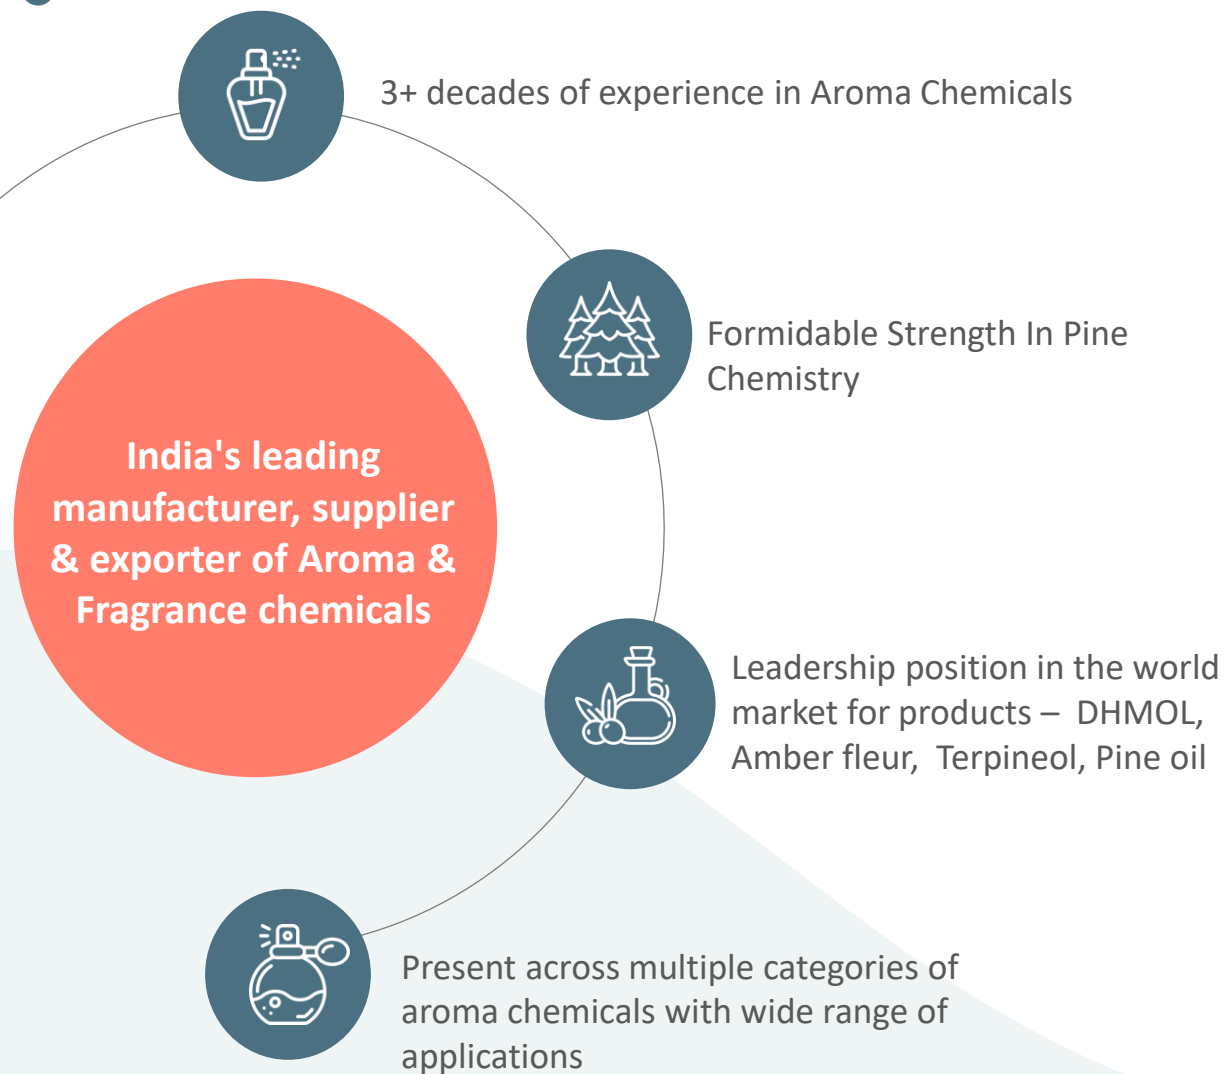 3+ decades of experience in Aroma Chemicals
Formidable Strength In Pine
Chemistry
India's leading
manufacturer, supplier
& exporter of Aroma &
Fragrance chemicals
Leadership position in the world
market for products – DHMOL,
Amber fleur, Terpineol, Pine oil
Present across multiple categories of
aroma chemicals with wide range of
applications